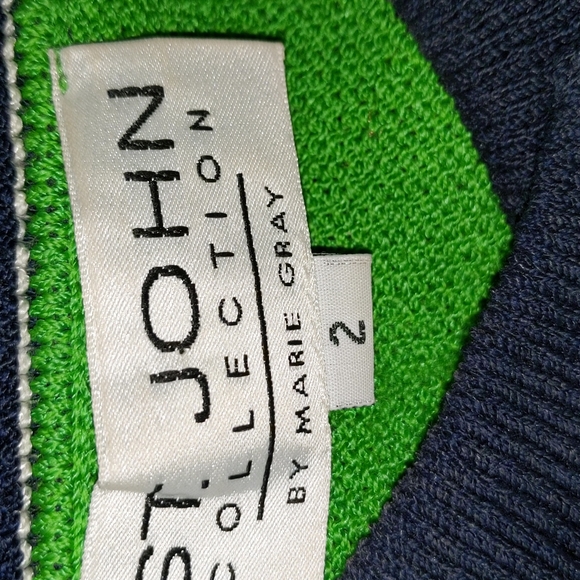 ST. JOHN
COLLECTION
BY MARIE GRAY
2